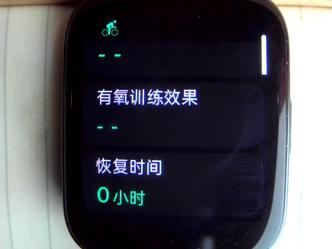 --
有氧训练效果
--
恢复时间
0小时